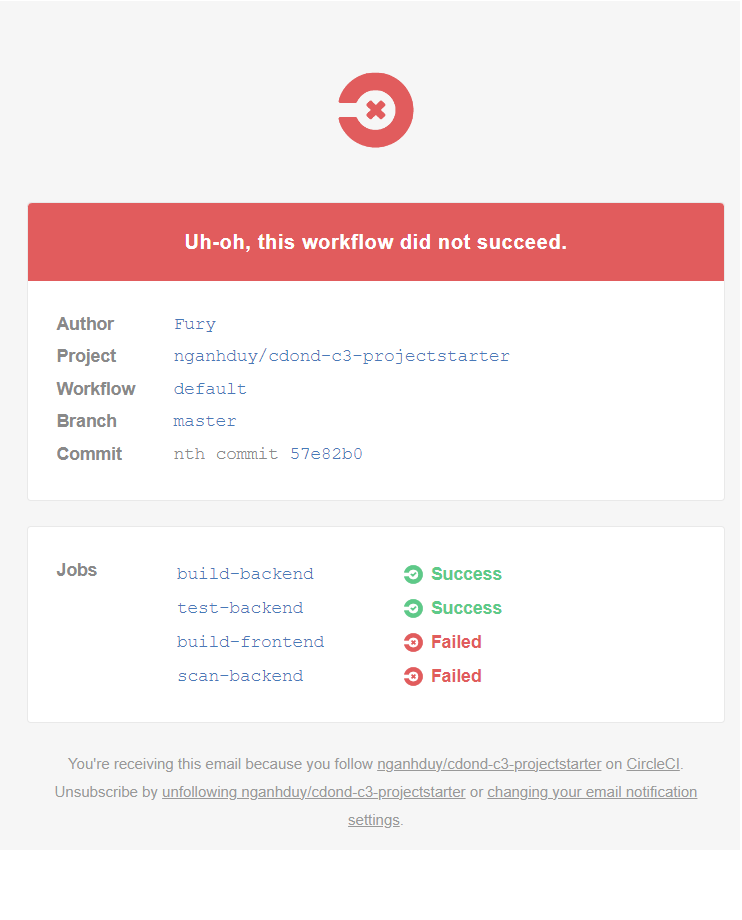 Uh-oh, this workflow did not succeed.
Author Fury
Project nganhduy/cdond-c3-projectstarter
Workflow default
Branch master
Commit nth commit 57e82b0
Jobs
build-backend Success
test-backend Success
build-frontend Failed
scan-backend Failed
You're receiving this email because you follow nganhduy/cdond-c3-projectstarter on CircleCI.
Unsubscribe by unfollowing nganhduy/cdond-c3-projectstarter or changing your email notification
settings.